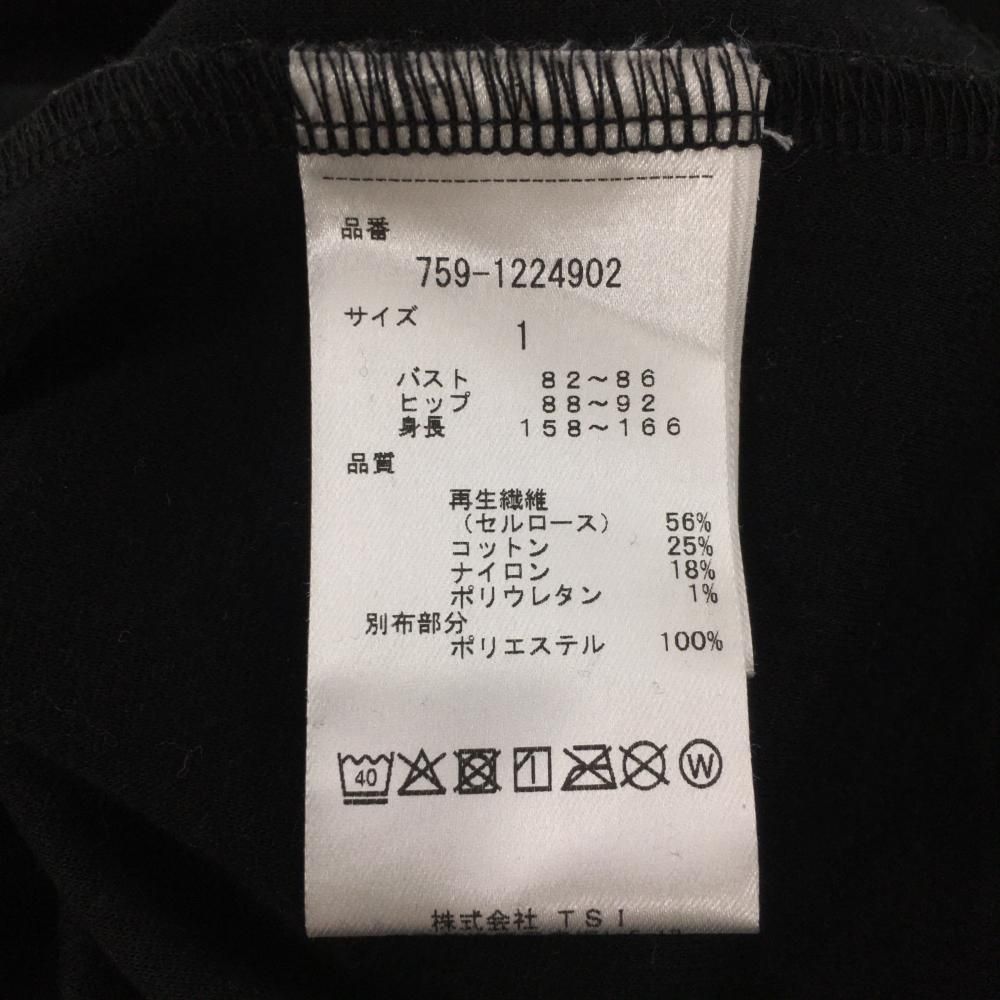 品番
759-1224902
サイズ
1
バスト 82～86
ヒップ 88～92
身長 158～166
品質
再生繊維
(セルロース) 56%
コットン 25%
ナイロン 18%
ポリウレタン 1%
別布部分
ポリエステル 100%
40
W
株式会社 TSI